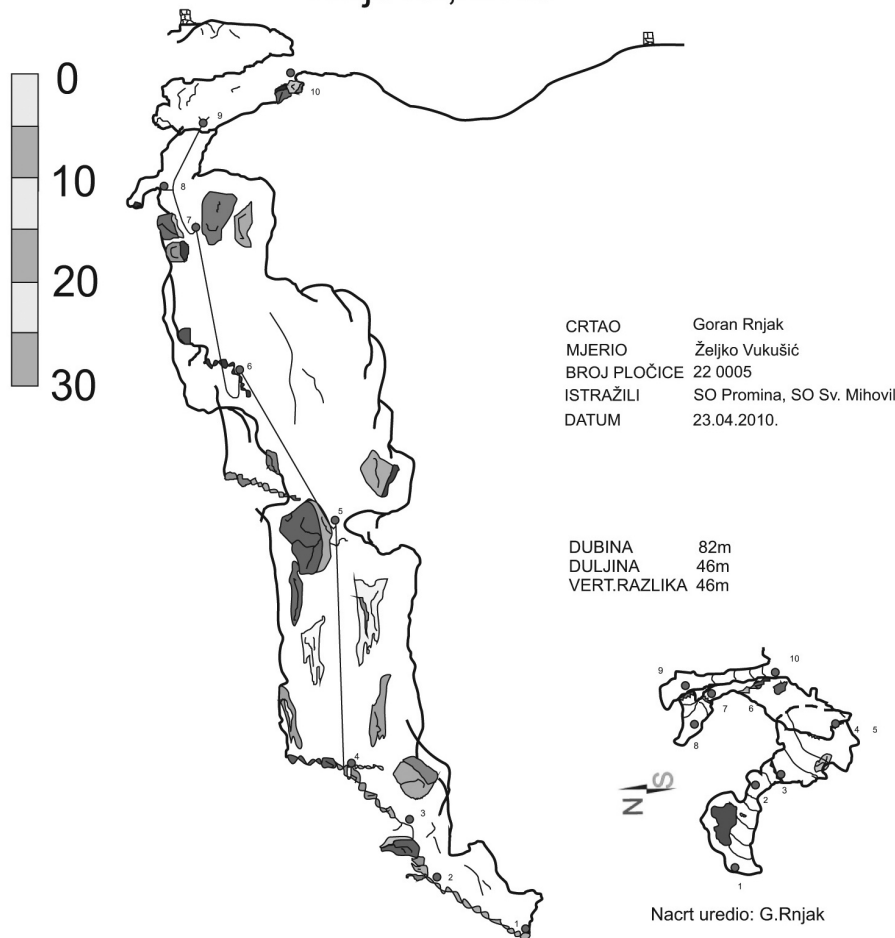 0
10
20
30
10
9
8
7
6
5
4
3
2
1
CRTAO Goran Rnjak
MJERIO Željko Vukušić
BROJ PLOČICE 22 0005
ISTRAŽILI SO Promina, SO Sv. Mihovil
DATUM 23.04.2010.
DUBINA 82m
DULJINA 46m
VERT.RAZLIKA 46m
9 10
7 6
8 4 5
3
2
1
N S
Nacrt uredio: G.Rnjak